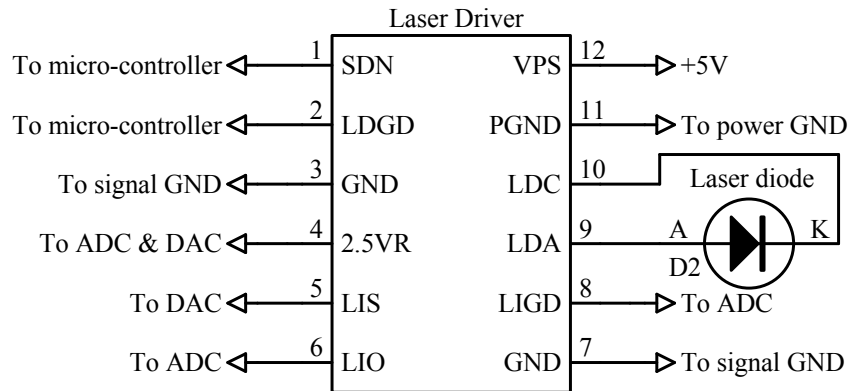 Laser Driver
To micro-controller 1 SDN VPS 12 +5V
To micro-controller 2 LDGD PGND 11 To power GND
To signal GND 3 GND LDC 10 Laser diode
To ADC & DAC 4 2.5VR LDA 9 A K
D2
To DAC 5 LIS LIGD 8 To ADC
To ADC 6 LIO GND 7 To signal GND